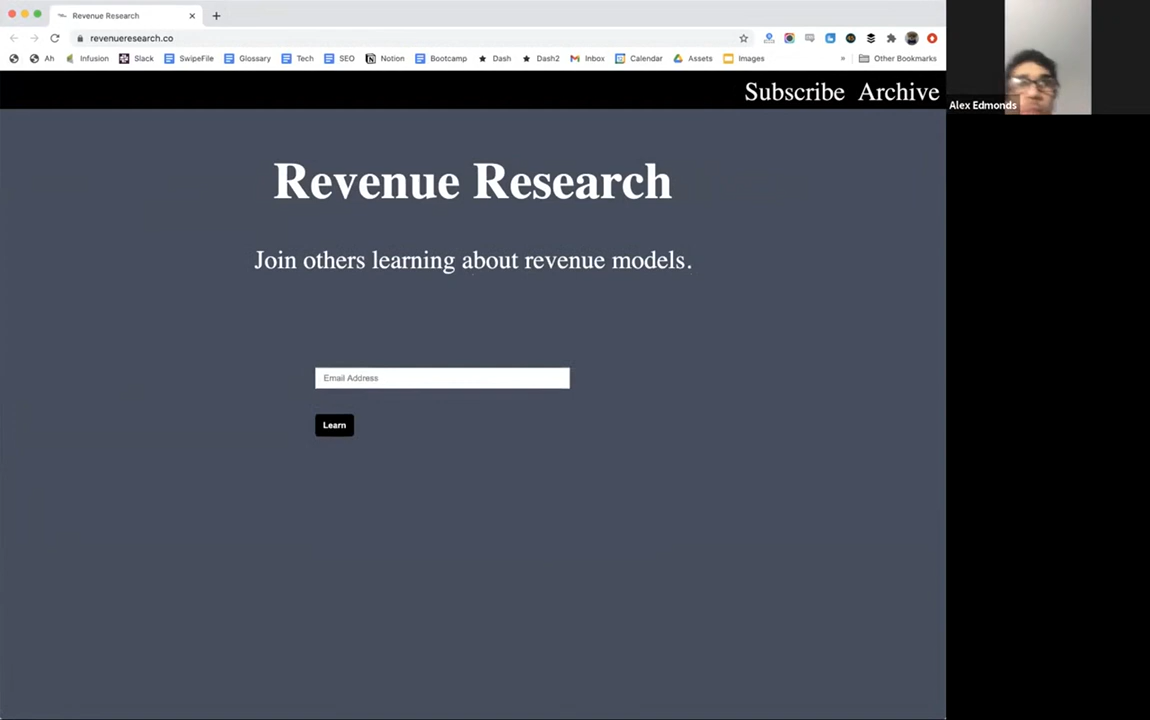 Revenue Research
revenueresearch.co
Ah Infusion Slack SwipeFile Glossary Tech SEO Notion Bootcamp Dash Dash2 Inbox Calendar Assets Images » Other Bookmarks
Subscribe Archive
Alex Edmonds
Revenue Research
Join others learning about revenue models.
Email Address
Learn